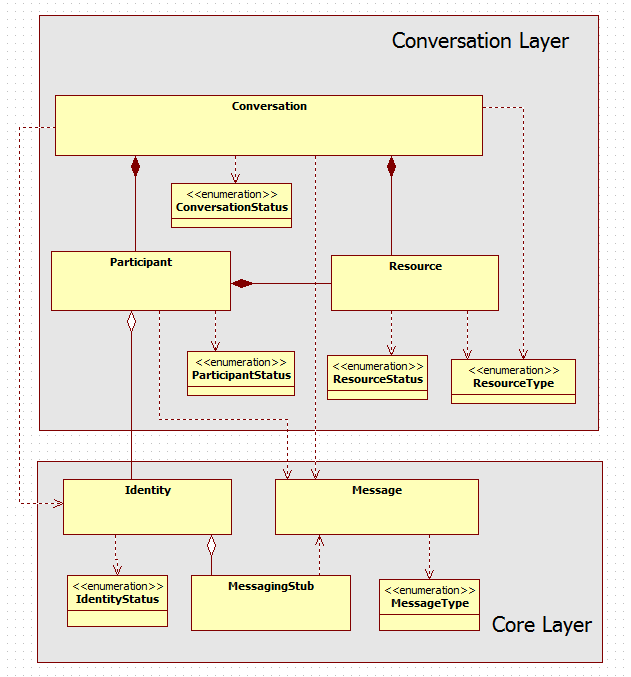 Conversation Layer
Conversation
<<enumeration>>
ConversationStatus
Participant
Resource
<<enumeration>>
ParticipantStatus
<<enumeration>>
ResourceStatus
<<enumeration>>
ResourceType
Identity
Message
<<enumeration>>
IdentityStatus
MessagingStub
<<enumeration>>
MessageType
Core Layer